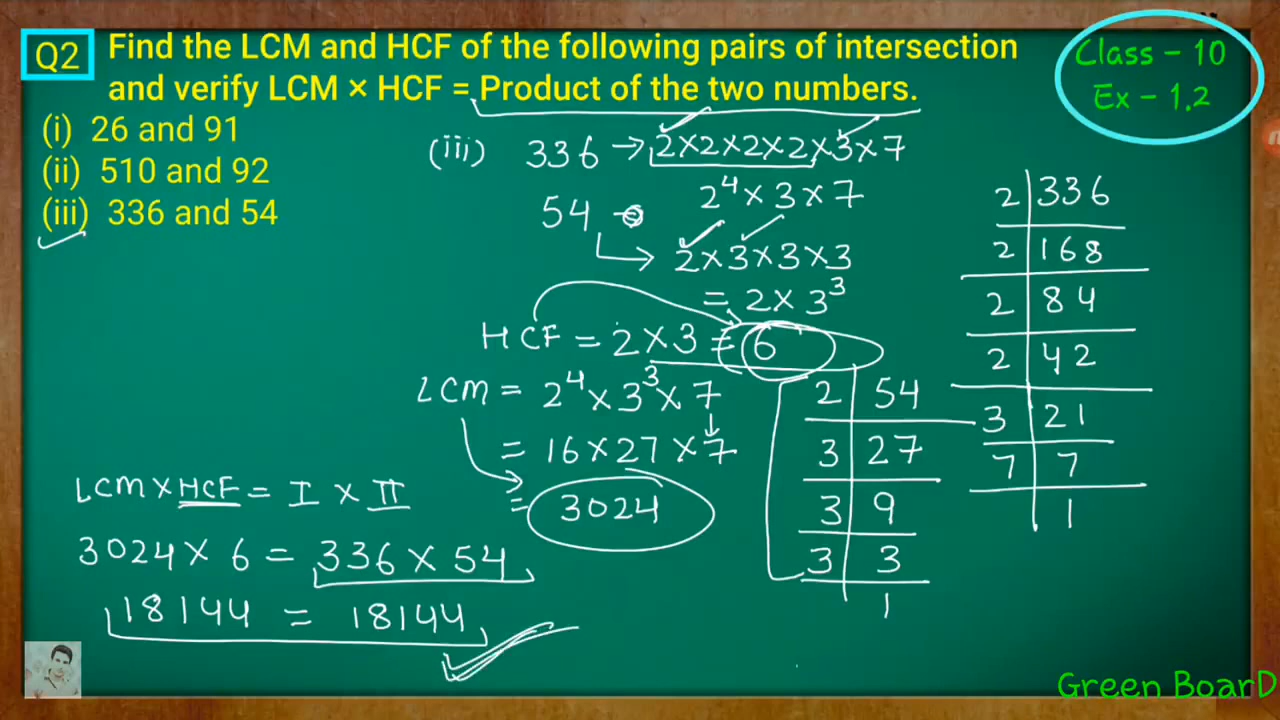 Q2 Find the LCM and HCF of the following pairs of intersection
and verify LCM × HCF = Product of the two numbers.
Class - 10
Ex - 1.2
(i) 26 and 91
(ii) 510 and 92
(iii) 336 and 54
(iii) 336 → 2×2×2×2×3×7
2⁴×3×7
54
→ 2×3×3×3
= 2×3³
HCF = 2×3 = 6
LCM = 2⁴×3³×7
= 16×27×7
= 3024
2 | 54
3 | 27
3 | 9
3 | 3
1
2 | 336
2 | 168
2 | 84
2 | 42
3 | 21
7 | 7
1
LCM×HCF = I × II
3024×6 = 336×54
18144 = 18144
Green BoarD